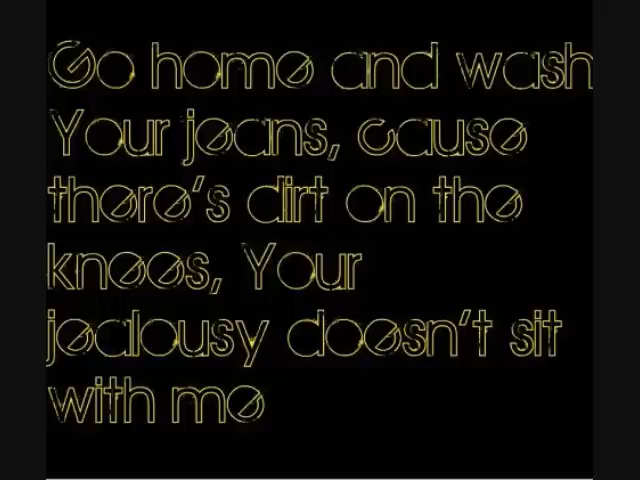 Go home and wash
Your jeans, cause
there's dirt on the
knees, Your
jealousy doesn't sit
with me